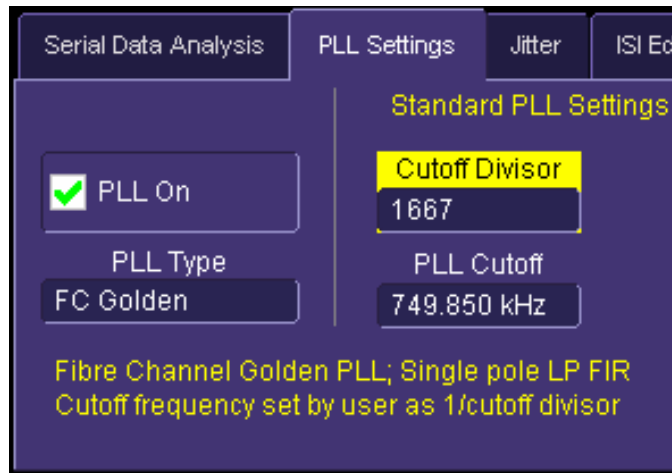 Serial Data Analysis
PLL Settings
Jitter
ISI Ed
Standard PLL Settings
PLL On
Cutoff Divisor
1667
PLL Type
FC Golden
PLL Cutoff
749.850 kHz
Fibre Channel Golden PLL; Single pole LP FIR
Cutoff frequency set by user as 1/cutoff divisor